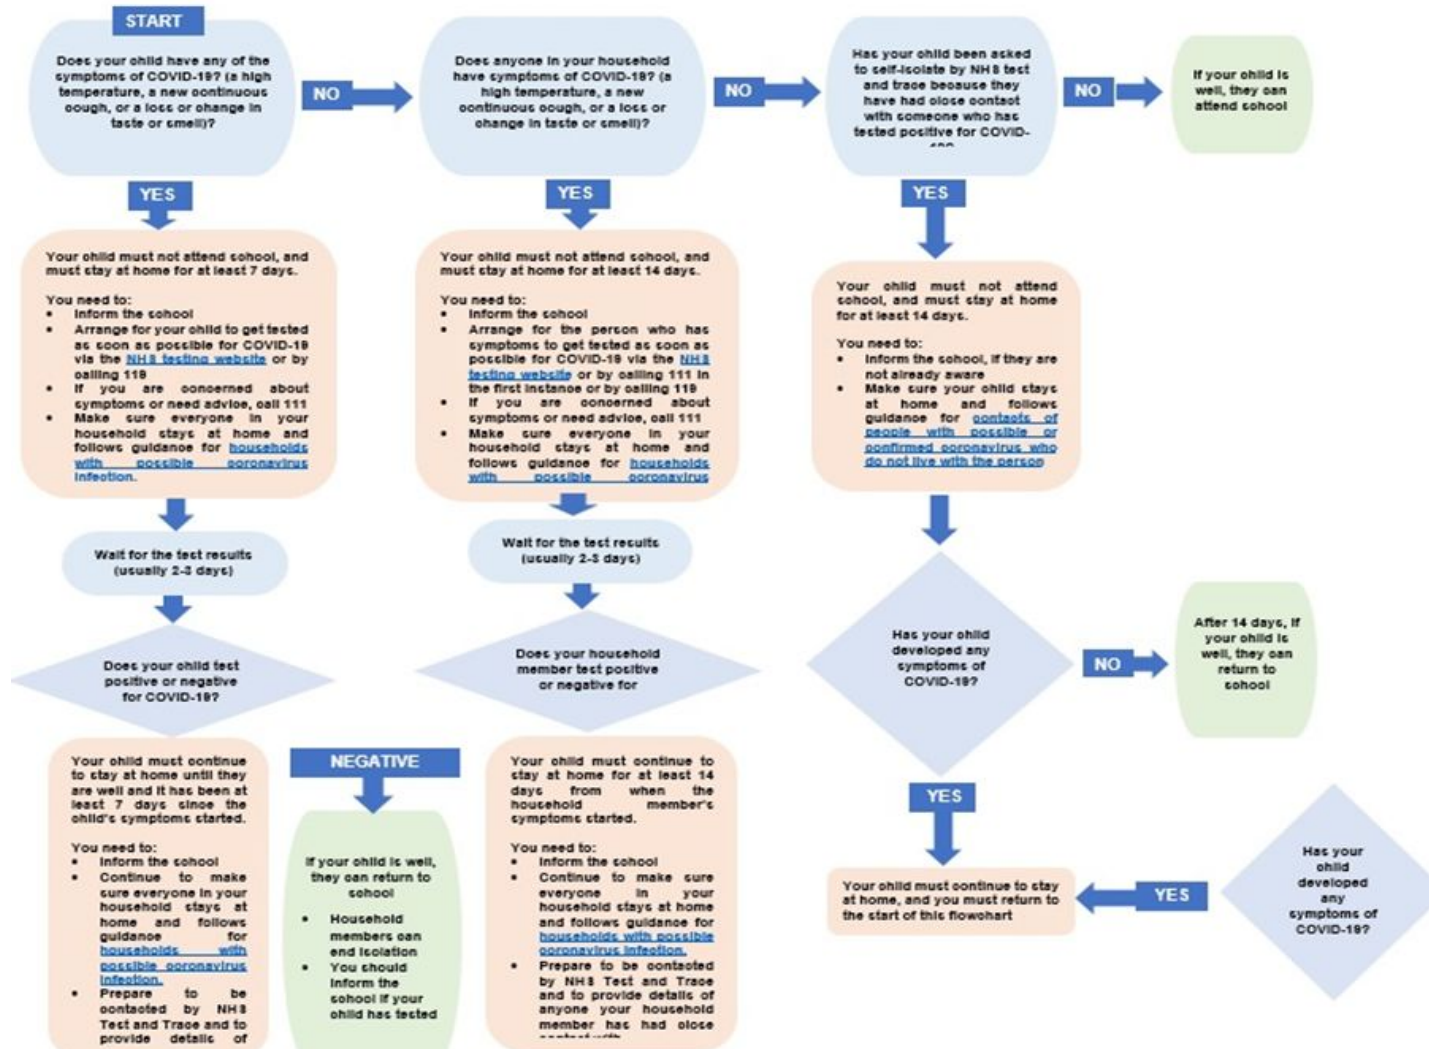 START
Does your child have any of the
symptoms of COVID-19? (a high
temperature, a new continuous
cough, or a loss or change in
taste or smell)?
NO
Does anyone in your household
have symptoms of COVID-19? (a
high temperature, a new
continuous cough, or a loss or
change in taste or smell)?
NO
Has your child been asked
to self-isolate by NHS test
and trace because they
have had close contact
with someone who has
tested positive for COVID-
NO
If your child is
well, they can
attend school
YES
YES
YES
Your child must not attend school, and
must stay at home for at least 7 days.
You need to:
• Inform the school
• Arrange for your child to get tested
as soon as possible for COVID-19
via the NHS testing website or by
calling 119
• If you are concerned about
symptoms or need advice, call 111
• Make sure everyone in your
household stays at home and
follows guidance for households
with possible coronavirus
infection.
Your child must not attend school, and
must stay at home for at least 14 days.
You need to:
• Inform the school
• Arrange for the person who has
symptoms to get tested as soon as
possible for COVID-19 via the NHS
testing website or by calling 111 in
the first instance or by calling 119
• If you are concerned about
symptoms or need advice, call 111
• Make sure everyone in your
household stays at home and
follows guidance for households
with possible coronavirus
Your child must not attend
school, and must stay at home
for at least 14 days.
You need to:
• Inform the school, if they are
not already aware
• Make sure your child stays
at home and follows
guidance for contacts of
people with possible or
confirmed coronavirus who
do not live with the person
Wait for the test results
(usually 2-3 days)
Wait for the test results
(usually 2-3 days)
Does your child test
positive or negative
for COVID-19?
Does your household
member test positive
or negative for
Has your child
developed any
symptoms of
COVID-19?
NO
After 14 days, if
your child is
well, they can
return to
school
Your child must continue
to stay at home until they
are well and it has been at
least 7 days since the
child's symptoms started.
You need to:
• Inform the school
• Continue to make
sure everyone in your
household stays at
home and follows
guidance for
households with
possible coronavirus
infection.
• Prepare to be
contacted by NHS
Test and Trace and to
provide details of
NEGATIVE
If your child is well,
they can return to
school
• Household
members can
end isolation
• You should
inform the
school if your
child has tested
Your child must continue to
stay at home for at least 14
days from when the
household member's
symptoms started.
You need to:
• Inform the school
• Continue to make sure
everyone in your
household stays at home
and follows guidance for
households with possible
coronavirus infection.
• Prepare to be contacted
by NHS Test and Trace
and to provide details of
anyone your household
member has had close
YES
Your child must continue to stay
at home, and you must return to
the start of this flowchart
YES
Has your
child
developed
any
symptoms of
COVID-19?